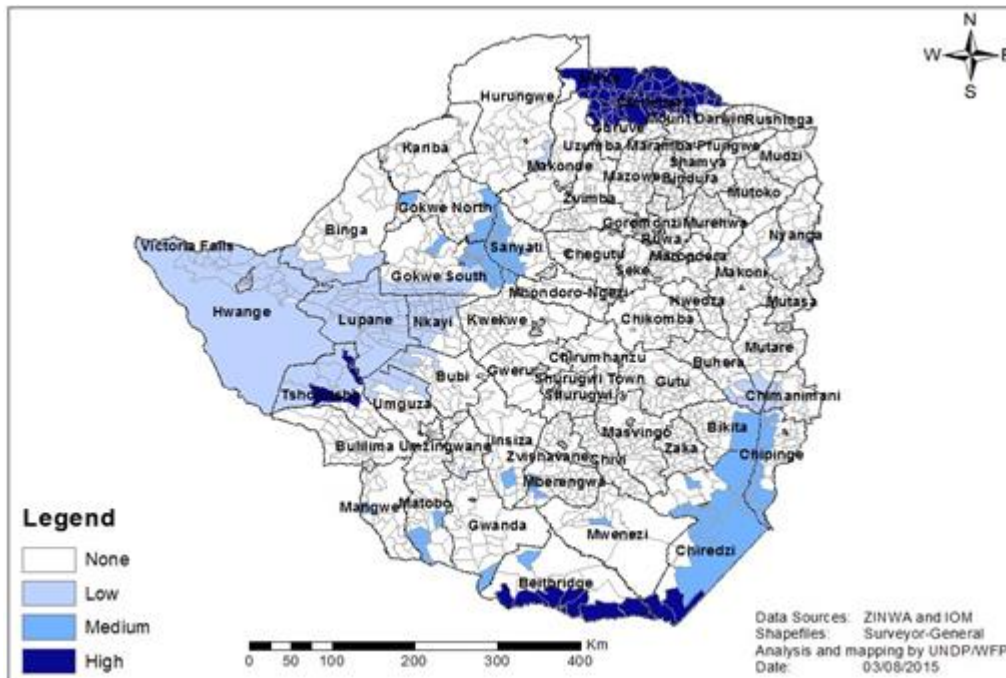 N
W E
S
Hurungwe
Mount Darwin
Rushinga
Guruve
Kariba
Uzumba Maramba Pfungwe
Makonde
Shamva
Mudzi
Mazowe
Bindura
Zvimba
Mutoko
Gokwe North
Goromonzi
Murehwa
Binga
Sanyati
Ruwa
Nyanga
Victoria Falls
Chegutu
Marondera
Gokwe South
Seke
Makoni
Mhondoro-Ngezi
Hwedza
Hwange
Mutasa
Lupane
Nkayi
Kwekwe
Chikomba
Mutare
Chirumhanzu
Buhera
Gweru
Bubi
Shurugwi Town
Gutu
Tsholotsho
Chimanimani
Umguza
Shurugwi
Bikita
Bulilima
Umzingwane
Masvingo
Insiza
Zaka
Chipinge
Zvishavane
Chivi
Mberengwa
Mangwe
Matobo
Gwanda
Mwenezi
Chiredzi
Beitbridge
Legend
None
Low
Medium
High
Km
0 50 100 200 300 400
Data Sources: ZINWA and IOM
Shapefiles: Surveyor-General
Analysis and mapping by UNDP/WFP
Date: 03/08/2015